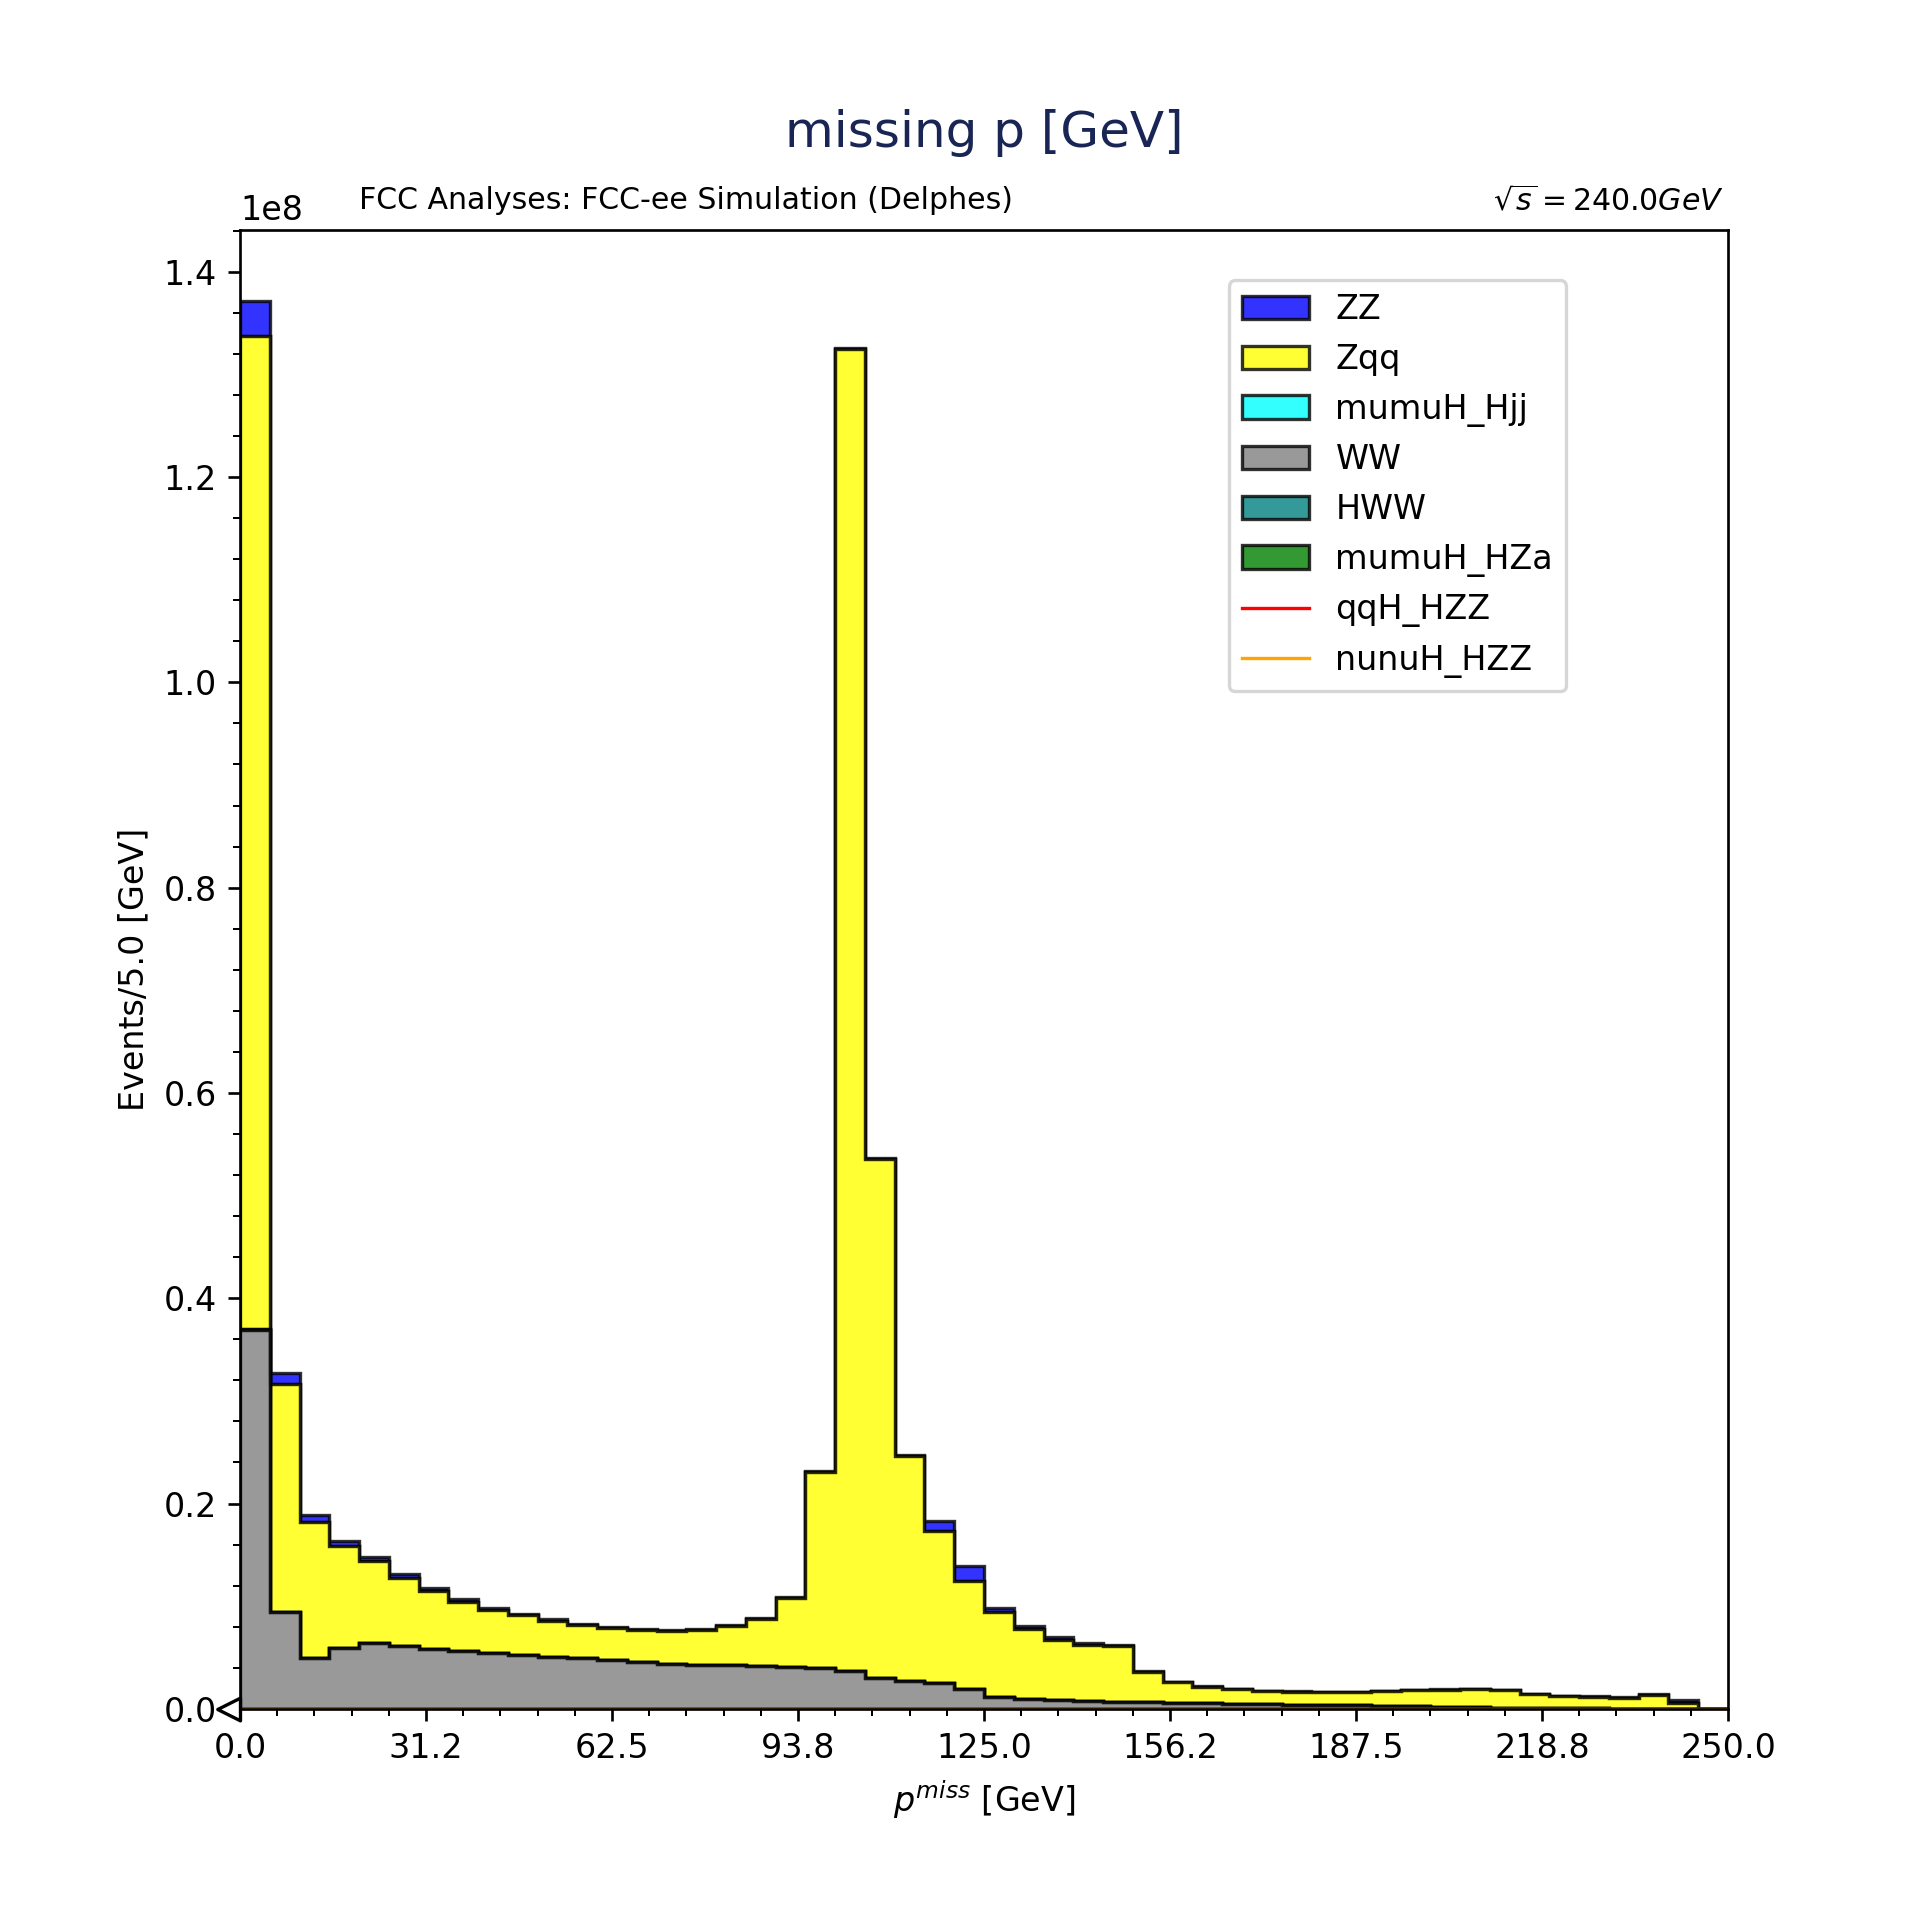 missing p [GeV]
1e8 FCC Analyses: FCC-ee Simulation (Delphes) √s = 240.0GeV
1.4
1.2
1.0
0.8
0.6
0.4
0.2
0.0
Events/5.0 [GeV]
ZZ
Zqq
mumuH_Hjj
WW
HWW
mumuH_HZa
qqH_HZZ
nunuH_HZZ
0.0 31.2 62.5 93.8 125.0 156.2 187.5 218.8 250.0
p^miss [GeV]